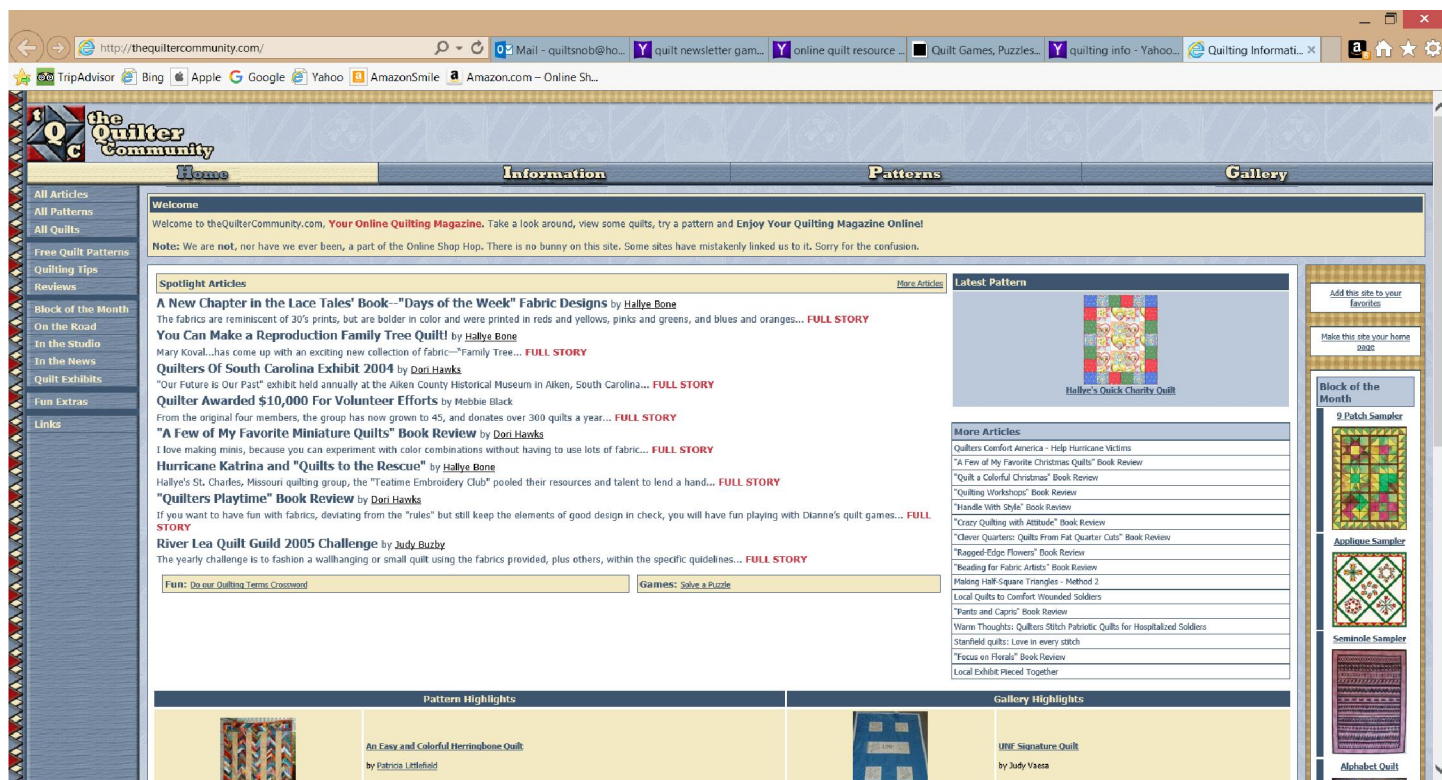 http://thequiltercommunity.com/
Mail - quiltsnob@ho...
quilt newsletter gam...
online quilt resource ...
Quilt Games, Puzzles...
quilting info - Yahoo...
Quilting Informati...
TripAdvisor
Bing
Apple
Google
Yahoo
AmazonSmile
Amazon.com – Online Sh...
t Q C
the
Quilter
Community
Home
Information
Patterns
Gallery
All Articles
All Patterns
All Quilts
Free Quilt Patterns
Quilting Tips
Reviews
Block of the Month
On the Road
In the Studio
In the News
Quilt Exhibits
Fun Extras
Links
Welcome
Welcome to theQuilterCommunity.com, Your Online Quilting Magazine. Take a look around, view some quilts, try a pattern and Enjoy Your Quilting Magazine Online!
Note: We are not, nor have we ever been, a part of the Online Shop Hop. There is no bunny on this site. Some sites have mistakenly linked us to it. Sorry for the confusion.
Spotlight Articles
More Articles
A New Chapter in the Lace Tales' Book--"Days of the Week" Fabric Designs by Hallye Bone
The fabrics are reminiscent of 30's prints, but are bolder in color and were printed in reds and yellows, pinks and greens, and blues and oranges... FULL STORY
You Can Make a Reproduction Family Tree Quilt! by Hallye Bone
Mary Koval...has come up with an exciting new collection of fabric—"Family Tree... FULL STORY
Quilters Of South Carolina Exhibit 2004 by Dori Hawks
"Our Future is Our Past" exhibit held annually at the Aiken County Historical Museum in Aiken, South Carolina... FULL STORY
Quilter Awarded $10,000 For Volunteer Efforts by Mebbie Black
From the original four members, the group has now grown to 45, and donates over 300 quilts a year... FULL STORY
"A Few of My Favorite Miniature Quilts" Book Review by Dori Hawks
I love making minis, because you can experiment with color combinations without having to use lots of fabric... FULL STORY
Hurricane Katrina and "Quilts to the Rescue" by Hallye Bone
Hallye's St. Charles, Missouri quilting group, the "Teatime Embroidery Club" pooled their resources and talent to lend a hand... FULL STORY
"Quilters Playtime" Book Review by Dori Hawks
If you want to have fun with fabrics, deviating from the "rules" but still keep the elements of good design in check, you will have fun playing with Dianne's quilt games... FULL
STORY
River Lea Quilt Guild 2005 Challenge by Judy Buzby
The yearly challenge is to fashion a wallhanging or small quilt using the fabrics provided, plus others, within the specific guidelines... FULL STORY
Fun: Do our Quilting Terms Crossword
Games: Solve a Puzzle
Latest Pattern
Hallye's Quick Charity Quilt
More Articles
Quilters Comfort America - Help Hurricane Victims
"A Few of My Favorite Christmas Quilts" Book Review
"Quilt a Colorful Christmas" Book Review
"Quilting Workshops" Book Review
"Handle With Style" Book Review
"Crazy Quilting with Attitude" Book Review
"Clever Quarters: Quilts From Fat Quarter Cuts" Book Review
"Ragged-Edge Flowers" Book Review
"Beading for Fabric Artists" Book Review
Making Half-Square Triangles - Method 2
Local Quilts to Comfort Wounded Soldiers
"Pants and Capris" Book Review
Warm Thoughts: Quilters Stitch Patriotic Quilts for Hospitalized Soldiers
Stanfield quilts: Love in every stitch
"Focus on Florals" Book Review
Local Exhibit Pieced Together
Add this site to your
favorites
Make this site your home
page
Block of the
Month
9 Patch Sampler
Applique Sampler
Seminole Sampler
Alphabet Quilt
Pattern Highlights
An Easy and Colorful Herringbone Quilt
by Patricia Littlefield
Gallery Highlights
UNF Signature Quilt
by Judy Vaesa